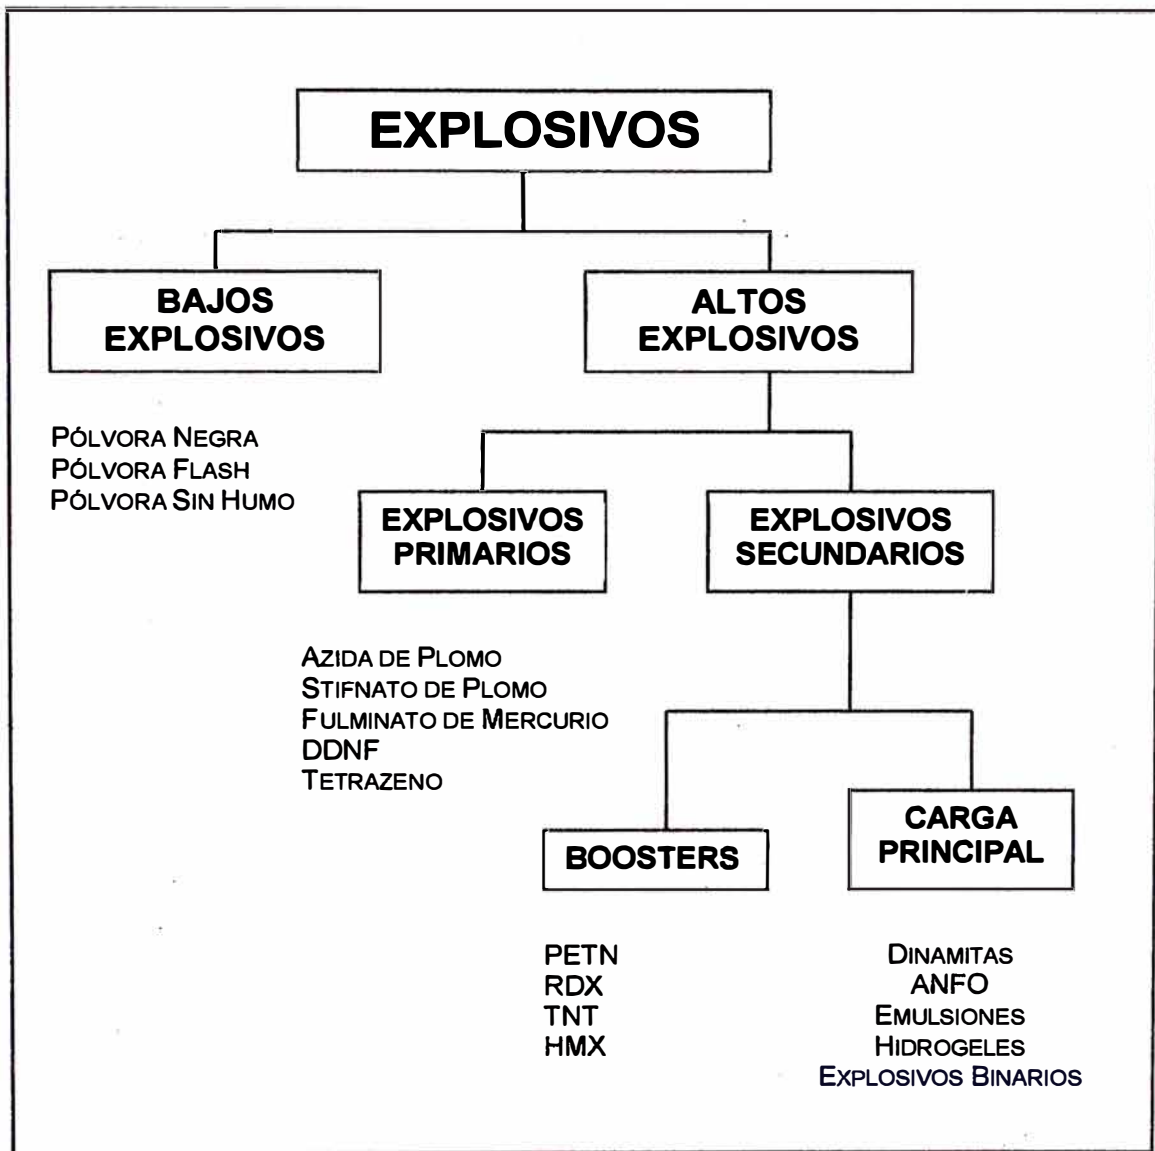 EXPLOSIVOS
BAJOS
EXPLOSIVOS
ALTOS
EXPLOSIVOS
PÓLVORA NEGRA
PÓLVORA FLASH
PÓLVORA SIN HUMO
EXPLOSIVOS
PRIMARIOS
EXPLOSIVOS
SECUNDARIOS
AZIDA DE PLOMO
STIFNATO DE PLOMO
FULMINATO DE MERCURIO
DDNF
TETRAZENO
BOOSTERS
CARGA
PRINCIPAL
PETN
RDX
TNT
HMX
DINAMITAS
ANFO
EMULSIONES
HIDROGELES
EXPLOSIVOS BINARIOS